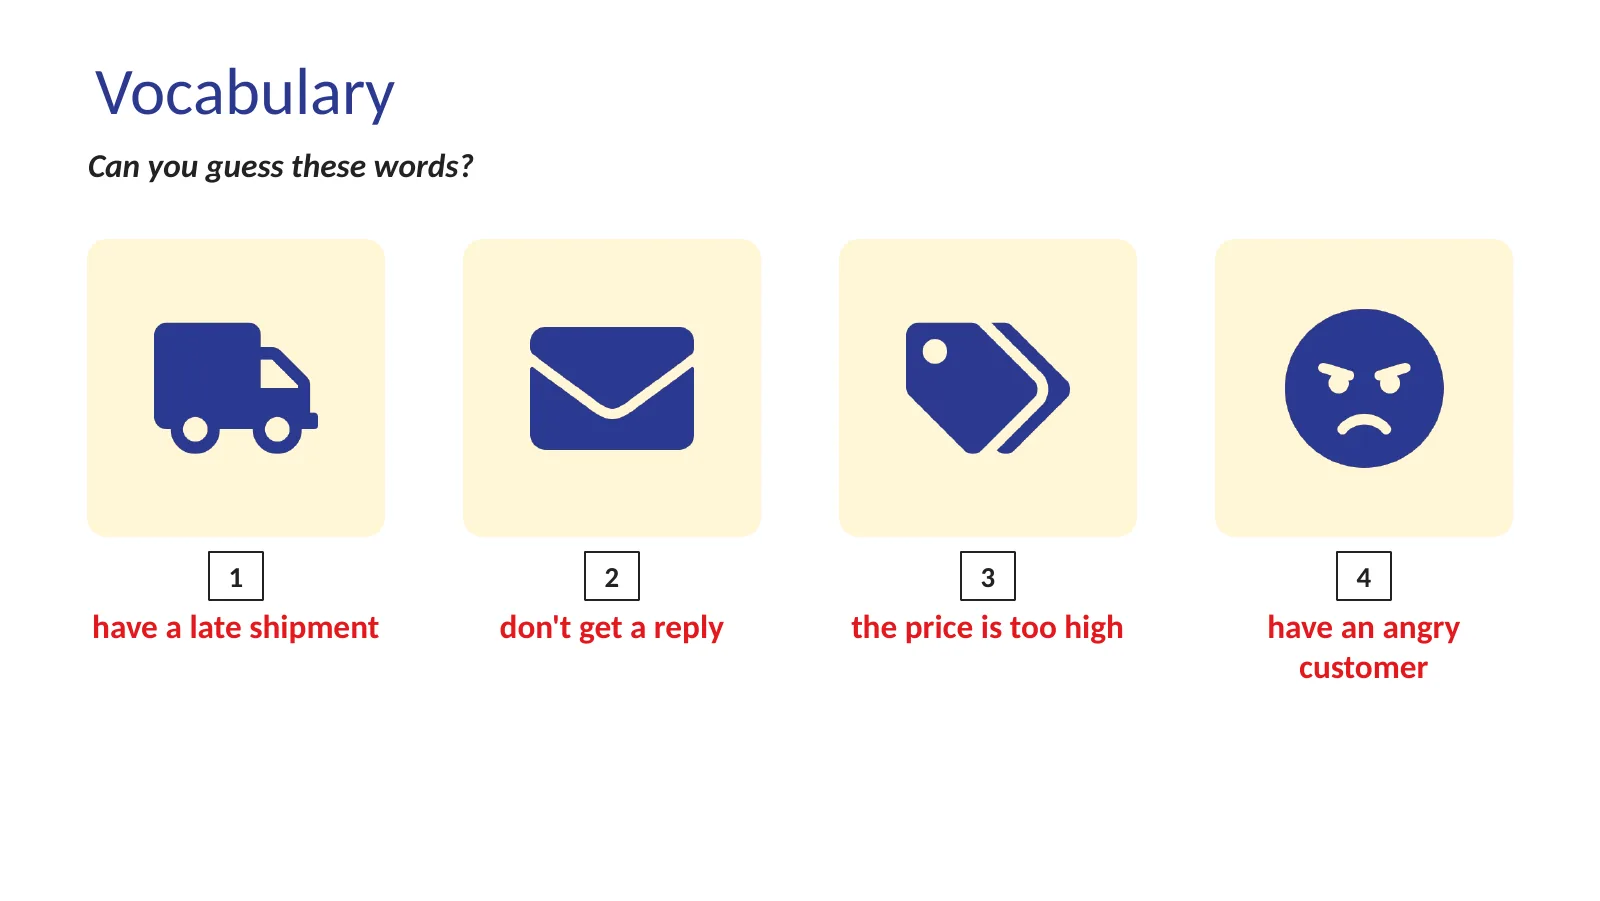 Vocabulary
Can you guess these words?
1
have a late shipment
2
don't get a reply
3
the price is too high
4
have an angry
customer